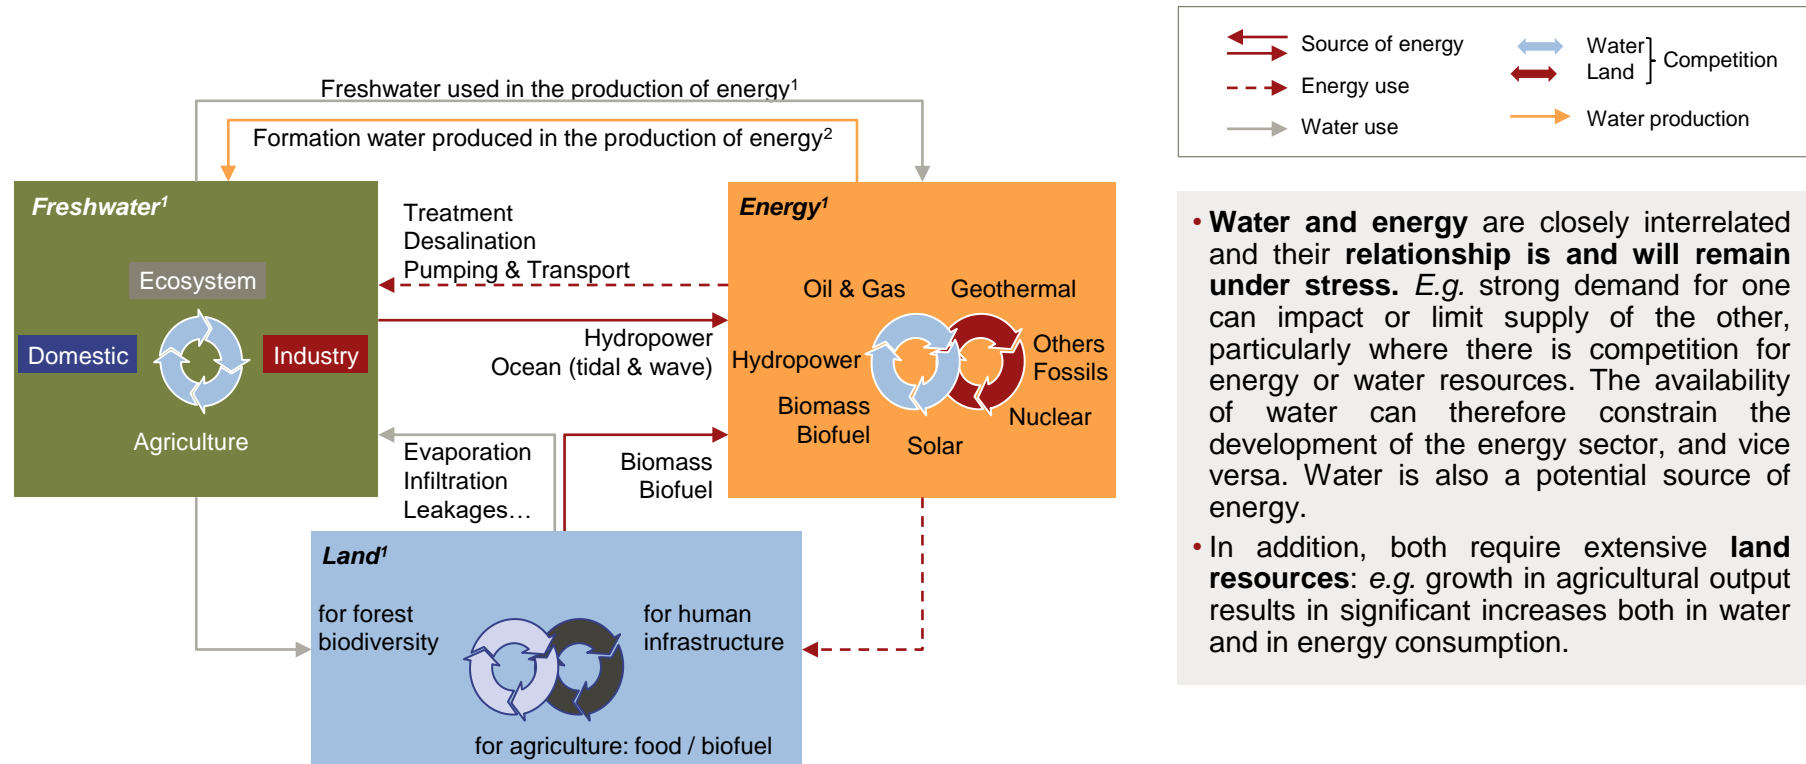 Freshwater used in the production of energy1
Formation water produced in the production of energy2
Freshwater1
Ecosystem
Domestic
Industry
Agriculture
Treatment
Desalination
Pumping & Transport
Hydropower
Ocean (tidal & wave)
Evaporation
Infiltration
Leakages…
Biomass
Biofuel
Energy1
Oil & Gas
Geothermal
Hydropower
Others
Fossils
Biomass
Biofuel
Nuclear
Solar
Land1
for forest
biodiversity
for human
infrastructure
for agriculture: food / biofuel
Source of energy
Energy use
Water use
Water
Land
Competition
Water production
• Water and energy are closely interrelated
and their relationship is and will remain
under stress. E.g. strong demand for one
can impact or limit supply of the other,
particularly where there is competition for
energy or water resources. The availability
of water can therefore constrain the
development of the energy sector, and vice
versa. Water is also a potential source of
energy.
• In addition, both require extensive land
resources: e.g. growth in agricultural output
results in significant increases both in water
and in energy consumption.